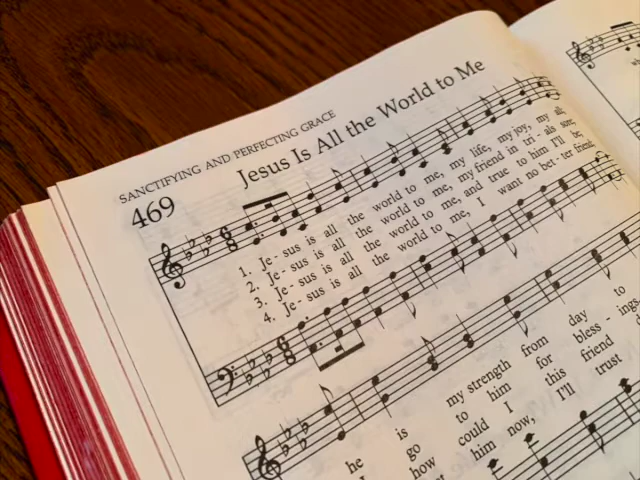 SANCTIFYING AND PERFECTING GRACE
469 Jesus Is All the World to Me
6
8
1. Je - sus is all the world to me, my life, my joy, my all;
2. Je - sus is all the world to me, my friend in tri - als sore;
3. Je - sus is all the world to me, and true to him I'll be;
4. Je - sus is all the world to me, I want no bet - ter friend;
6
8
he is my strength from day to
go to him for bless - ings
how could I this friend
him now, I'll trust